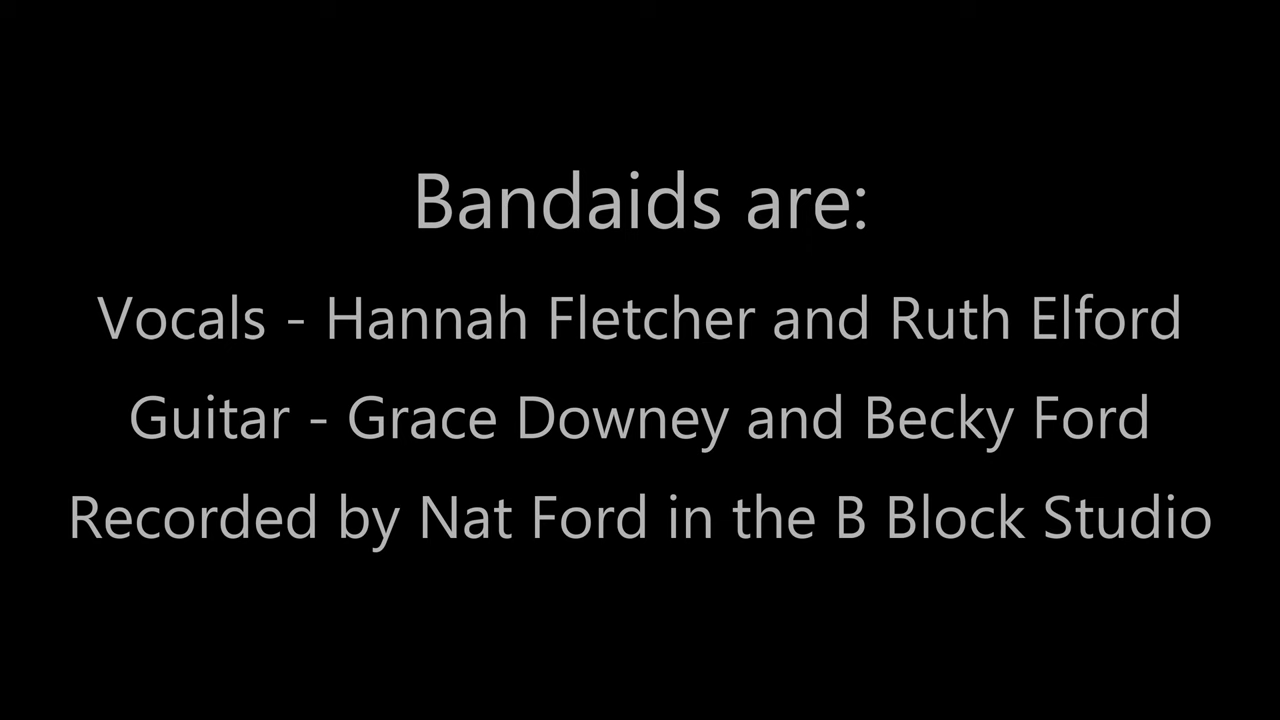 Bandaids are:
Vocals - Hannah Fletcher and Ruth Elford
Guitar - Grace Downey and Becky Ford
Recorded by Nat Ford in the B Block Studio